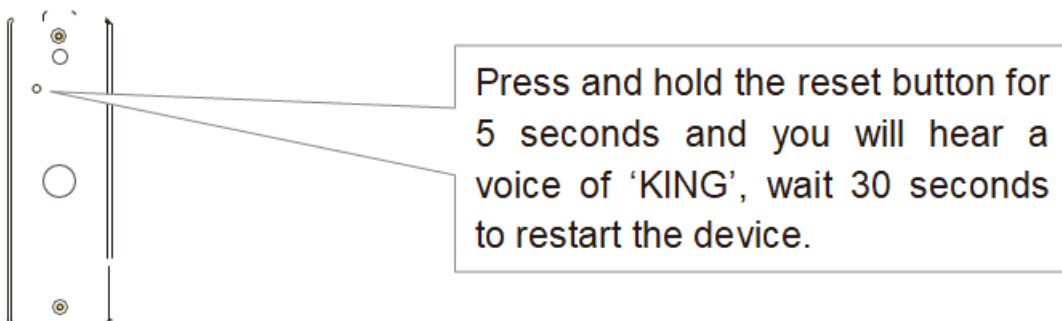 Press and hold the reset button for
5 seconds and you will hear a
voice of ‘KING’, wait 30 seconds
to restart the device.